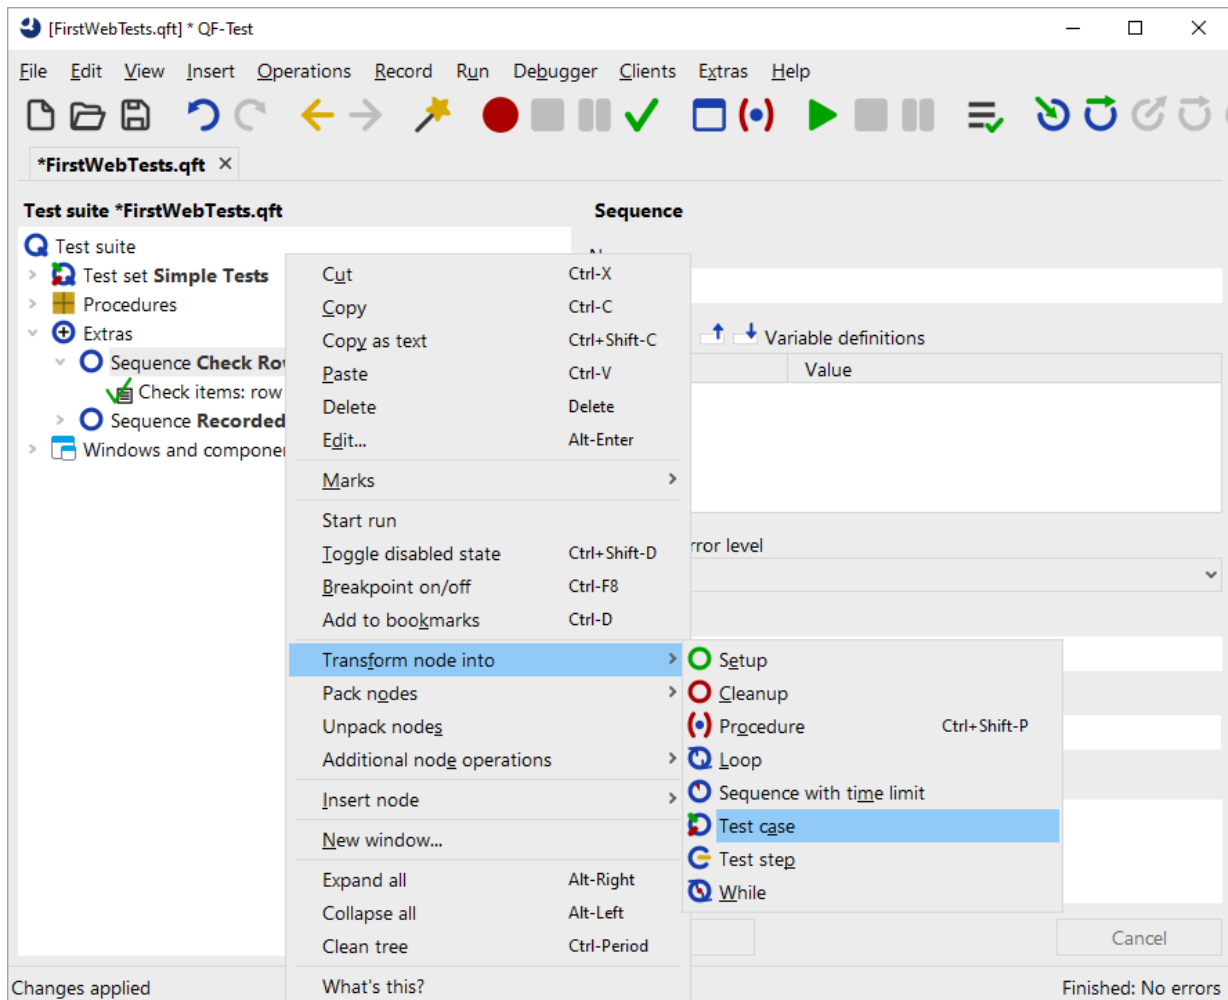 [FirstWebTests.qft] * QF-Test
File Edit View Insert Operations Record Run Debugger Clients Extras Help
*FirstWebTests.qft
Test suite *FirstWebTests.qft
Sequence
Test suite
Test set Simple Tests
Procedures
Extras
Sequence Check
Check items: row
Sequence Recorded
Windows and
Cut Ctrl-X
Copy Ctrl-C
Copy as text Ctrl+Shift-C
Paste Ctrl-V
Delete Delete
Edit... Alt-Enter
Marks
Start run
Toggle disabled state Ctrl+Shift-D
Breakpoint on/off Ctrl-F8
Add to bookmarks Ctrl-D
Transform node into
Pack nodes
Unpack nodes
Additional node operations
Insert node
New window...
Expand all Alt-Right
Collapse all Alt-Left
Clean tree Ctrl-Period
What's this?
Variable definitions
Value
rror level
Setup
Cleanup
Procedure Ctrl+Shift-P
Loop
Sequence with time limit
Test case
Test step
While
Cancel
Changes applied
Finished: No errors